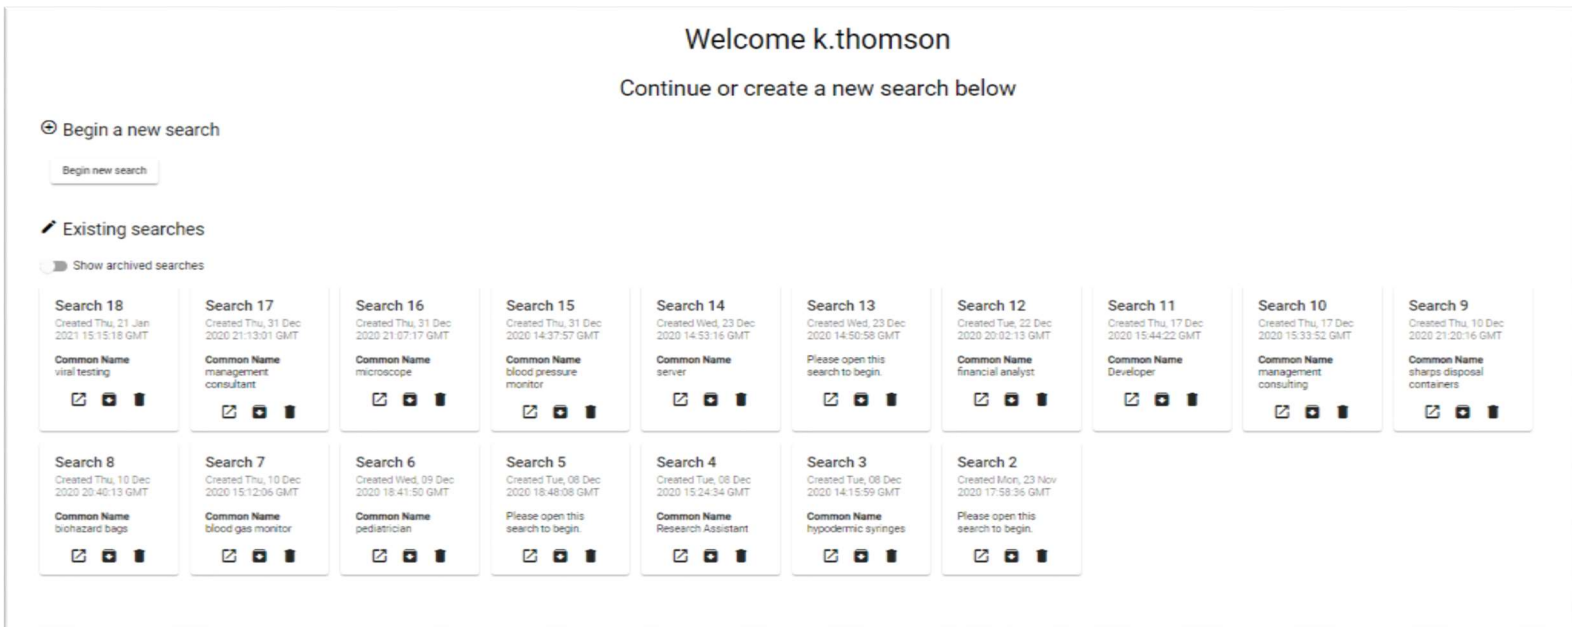 Welcome k.thomson
Continue or create a new search below
Begin a new search
Begin new search
Existing searches
Show archived searches
Search 18
Created Thu, 21 Jan
2021 15:15:18 GMT
Common Name
viral testing
Search 17
Created Thu, 31 Dec
2020 21:13:01 GMT
Common Name
management
consultant
Search 16
Created Thu, 31 Dec
2020 21:07:17 GMT
Common Name
microscope
Search 15
Created Thu, 31 Dec
2020 14:37:57 GMT
Common Name
blood pressure
monitor
Search 14
Created Wed, 23 Dec
2020 14:53:16 GMT
Common Name
server
Search 13
Created Wed, 23 Dec
2020 14:50:58 GMT
Please open this
search to begin.
Search 12
Created Tue, 22 Dec
2020 20:02:13 GMT
Common Name
financial analyst
Search 11
Created Thu, 17 Dec
2020 15:44:22 GMT
Common Name
Developer
Search 10
Created Thu, 17 Dec
2020 15:33:52 GMT
Common Name
management
consulting
Search 9
Created Thu, 10 Dec
2020 21:20:16 GMT
Common Name
sharps disposal
containers
Search 8
Created Thu, 10 Dec
2020 20:40:13 GMT
Common Name
biohazard bags
Search 7
Created Thu, 10 Dec
2020 15:12:06 GMT
Common Name
blood gas monitor
Search 6
Created Wed, 09 Dec
2020 18:41:50 GMT
Common Name
pediatrician
Search 5
Created Tue, 08 Dec
2020 18:48:08 GMT
Please open this
search to begin.
Search 4
Created Tue, 08 Dec
2020 15:24:34 GMT
Common Name
Research Assistant
Search 3
Created Tue, 08 Dec
2020 14:15:59 GMT
Common Name
hypodermic syringes
Search 2
Created Mon, 23 Nov
2020 17:58:36 GMT
Please open this
search to begin.